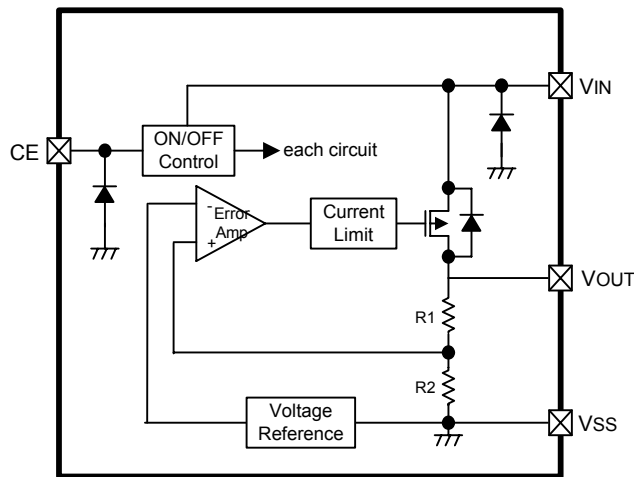 VIN
CE
ON/OFF
Control
each circuit
-
Error
Amp
+
Current
Limit
VOUT
R1
R2
Voltage
Reference
VSS